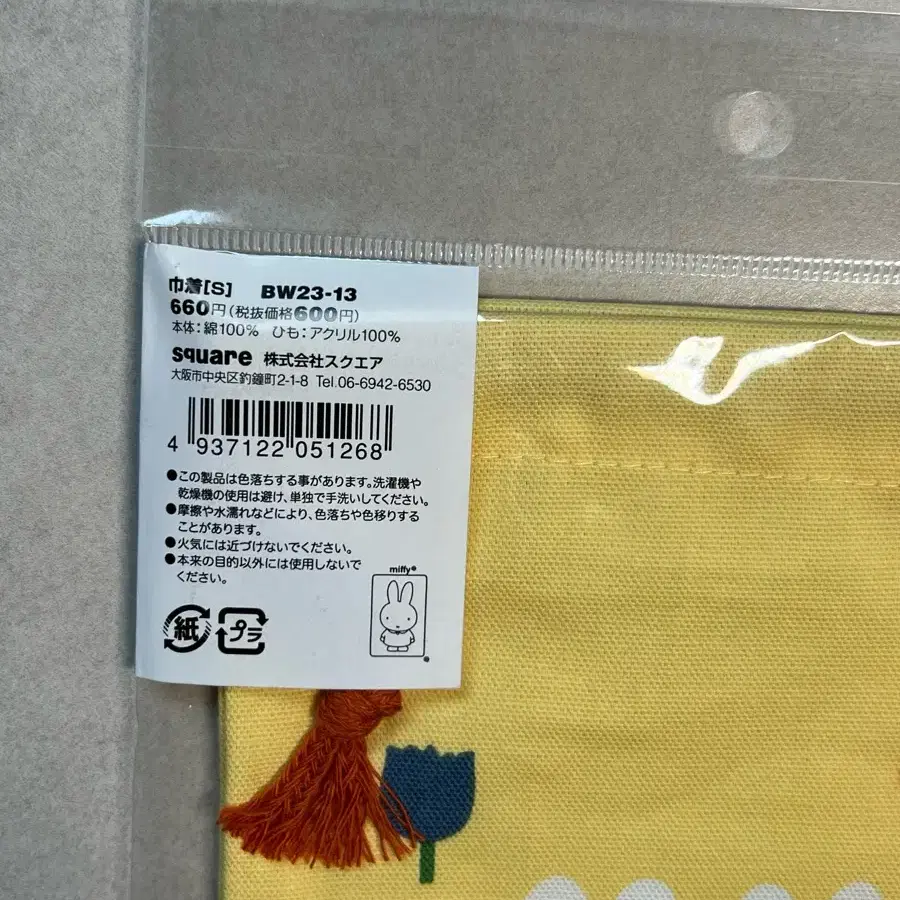 巾着[S] BW23-13
660円(税抜価格600円)
本体:綿100% ひも:アクリル100%
square 株式会社スクエア
大阪市中央区釣鐘町2-1-8 Tel.06-6942-6530
4 937122 051268
●この製品は色落ちする事があります。洗濯機や
乾燥機の使用は避け、単独で手洗いしてください。
●摩擦や水濡れなどにより、色落ちや色移りする
ことがあります。
●火気には近づけないでください。
●本来の目的以外には使用しないで
ください。
miffy
紙 プラ